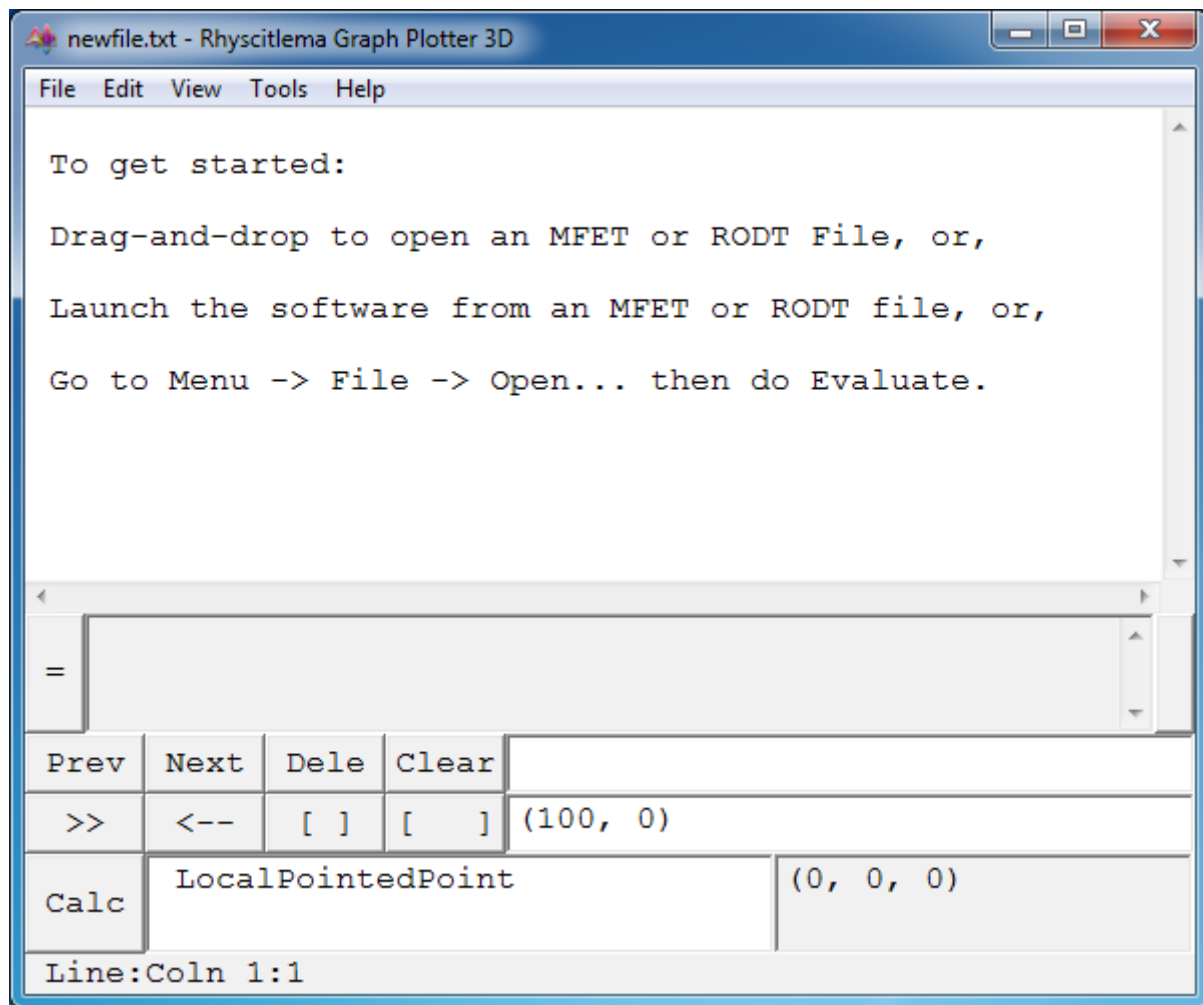 newfile.txt - Rhyscitlema Graph Plotter 3D
File Edit View Tools Help
To get started:
Drag-and-drop to open an MFET or RODT File, or,
Launch the software from an MFET or RODT file, or,
Go to Menu -> File -> Open... then do Evaluate.
=
Prev Next Dele Clear
>> <-- [ ] [ ] (100, 0)
Calc LocalPointedPoint (0, 0, 0)
Line:Coln 1:1